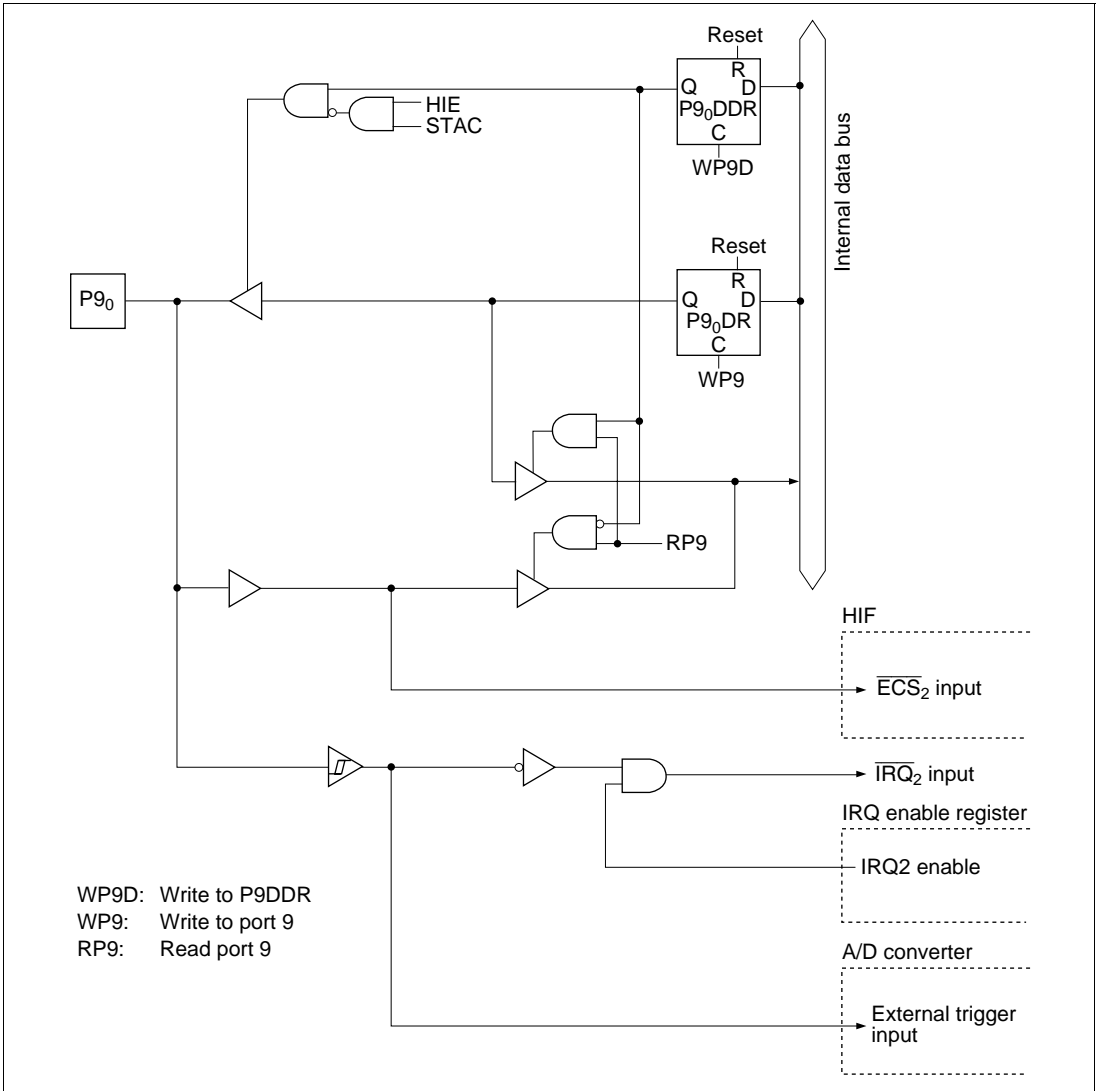 Reset
R
Q D
P9₀DDR
C
WP9D
HIE
STAC
Internal data bus
Reset
R
Q D
P9₀DR
C
WP9
P9₀
RP9
HIF
E̅C̅S̅₂ input
I̅R̅Q̅₂ input
IRQ enable register
IRQ2 enable
WP9D: Write to P9DDR
WP9: Write to port 9
RP9: Read port 9
A/D converter
External trigger
input